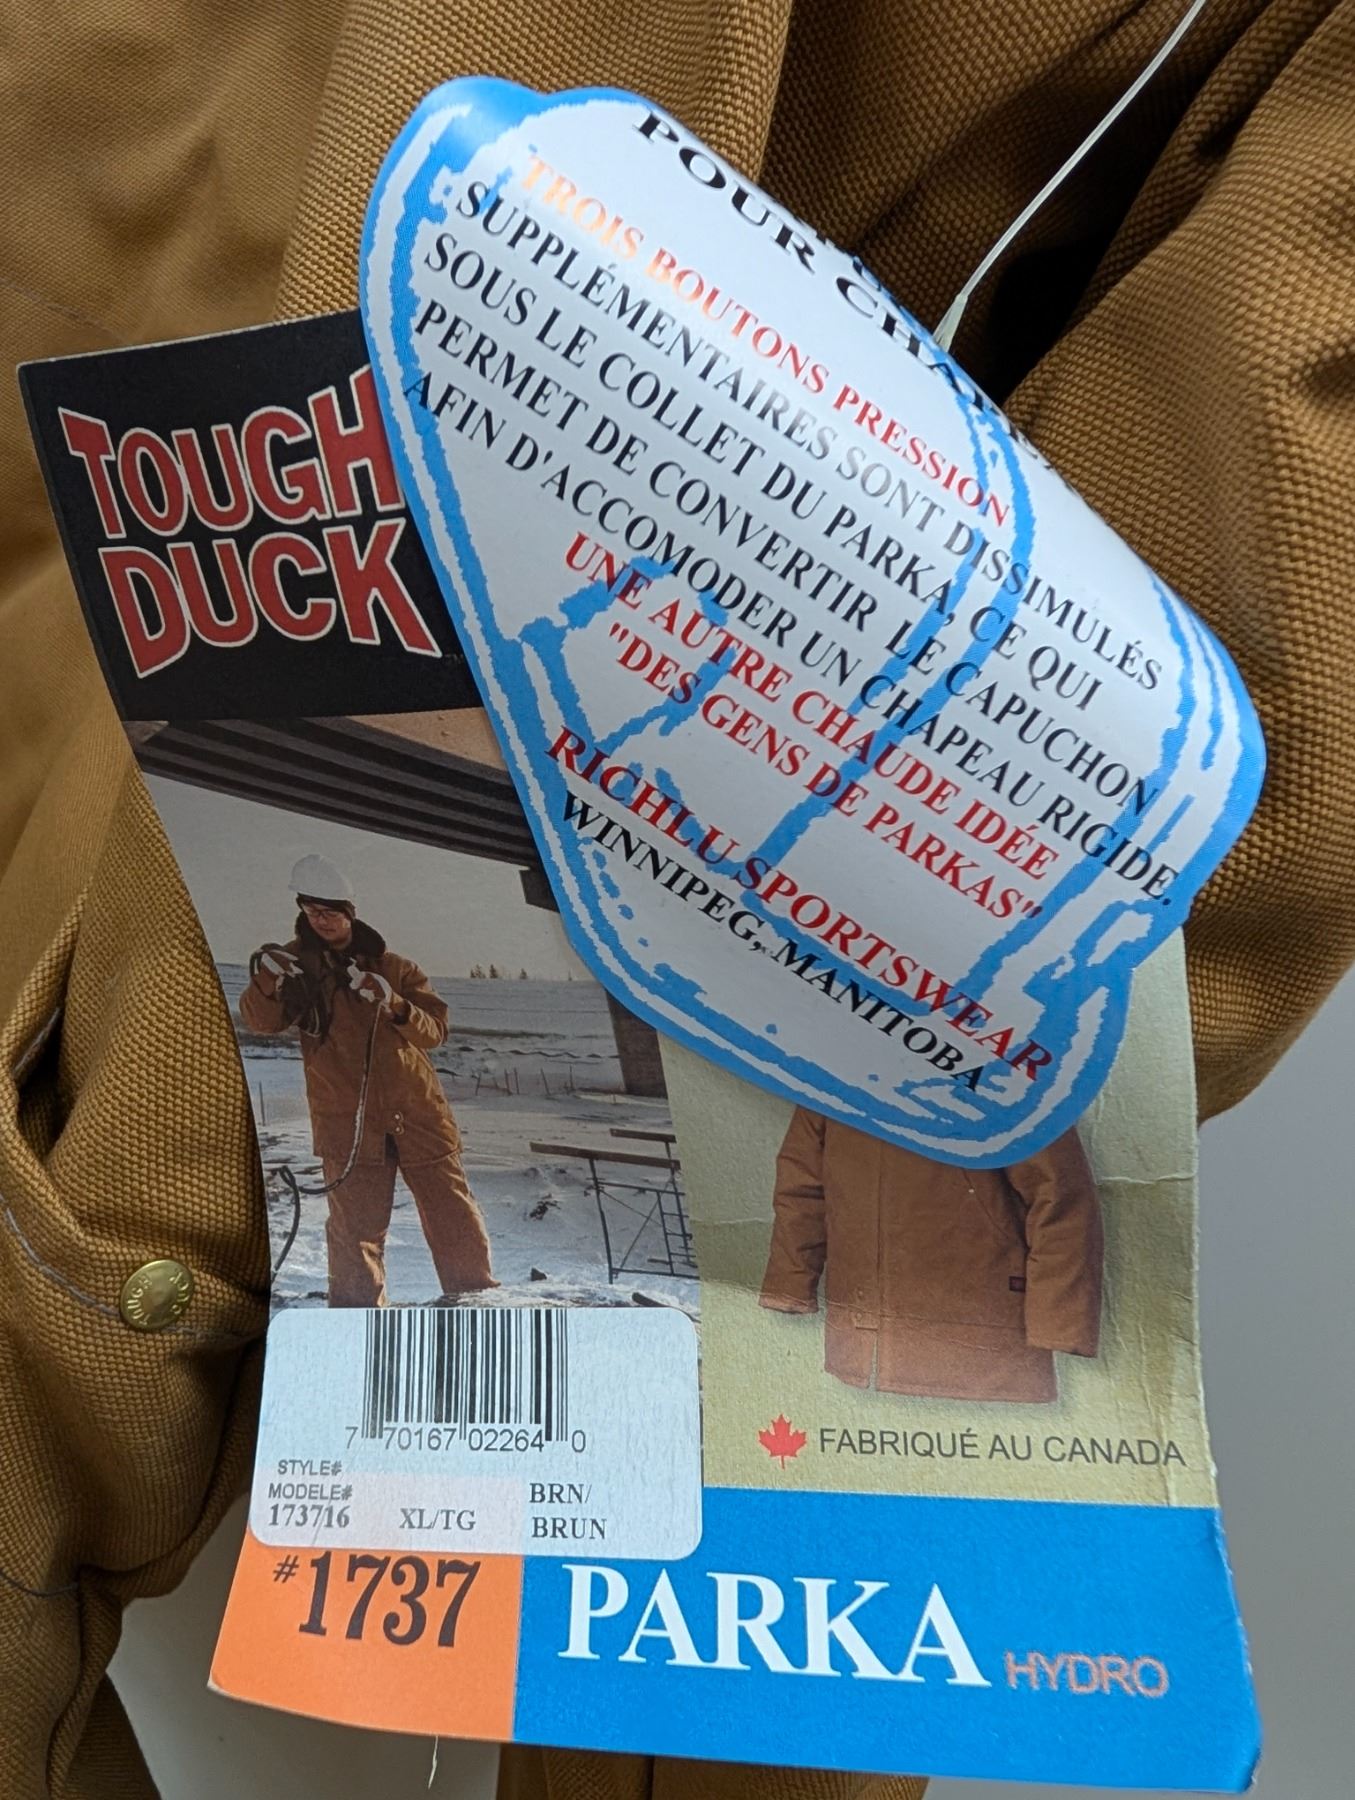 POUR CHA
TROIS BOUTONS PRESSION
SUPPLÉMENTAIRES SONT DISSIMULÉS
SOUS LE COLLET DU PARKA, CE QUI
PERMET DE CONVERTIR LE CAPUCHON
AFIN D'ACCOMODER UN CHAPEAU RIGIDE.
UNE AUTRE CHAUDE IDÉE
"DES GENS DE PARKAS"
RICHLU SPORTSWEAR
WINNIPEG, MANITOBA
TOUGH
DUCK
FABRIQUÉ AU CANADA
7 70167 02264 0
STYLE#
MODELE#
173716 XL/TG BRN/
BRUN
#1737
PARKA HYDRO